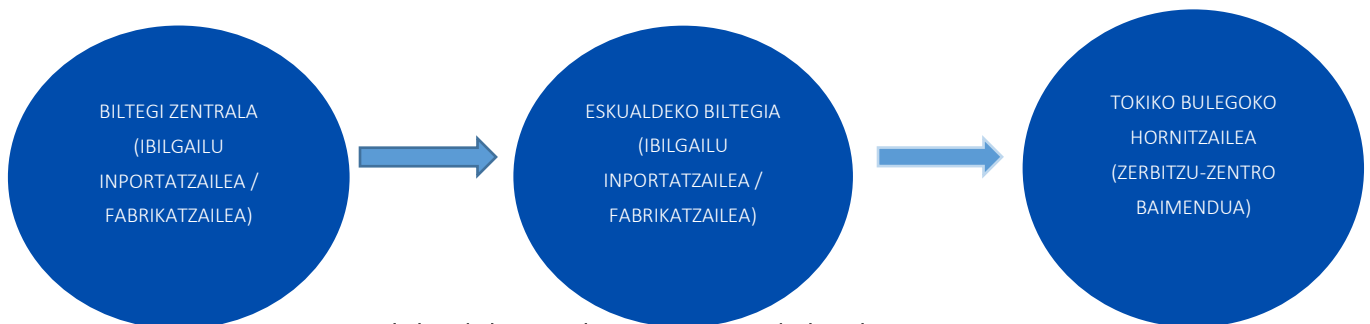 BILTEGI ZENTRALA
(IBILGAILU
INPORTATZAILEA /
FABRIKATZAILEA)
ESKUALDEKO BILTEGIA
(IBILGAILU
INPORTATZAILEA /
FABRIKATZAILEA)
TOKIKO BULEGOKO
HORNITZAILEA
(ZERBITZU-ZENTRO
BAIMENDUA)